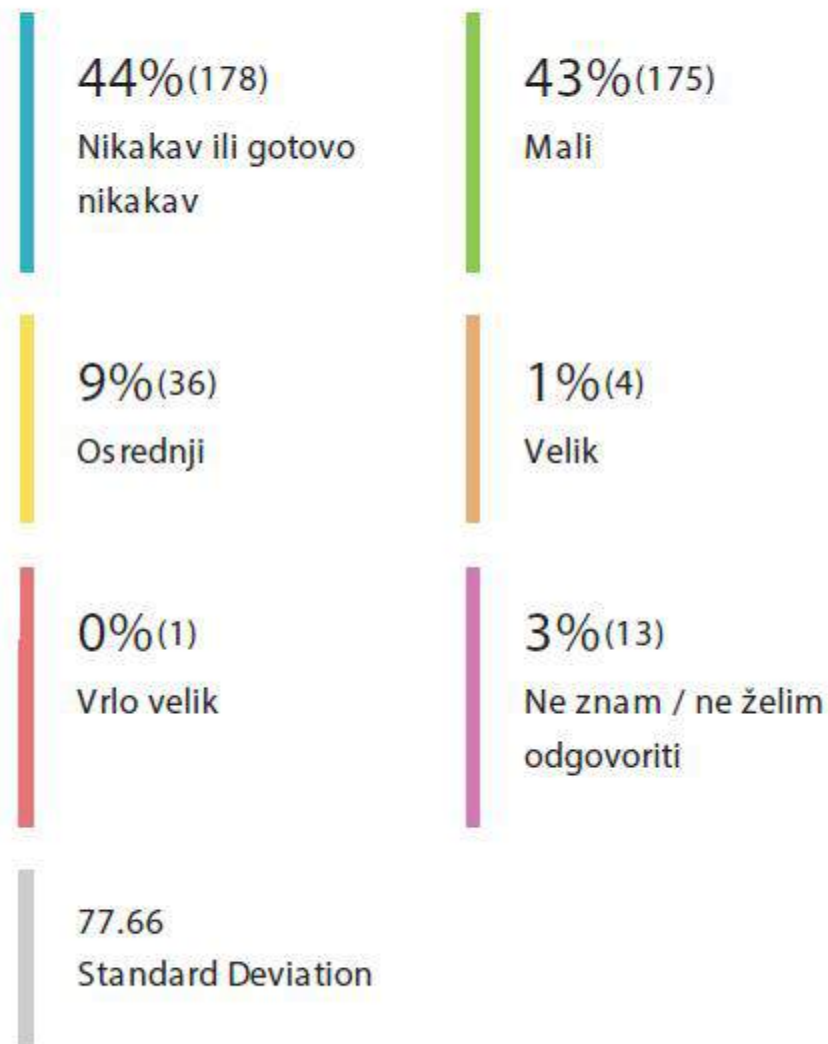 44%(178)
Nikakav ili gotovo
nikakav
43%(175)
Mali
9%(36)
Osrednji
1%(4)
Velik
0%(1)
Vrlo velik
3%(13)
Ne znam / ne želim
odgovoriti
77.66
Standard Deviation